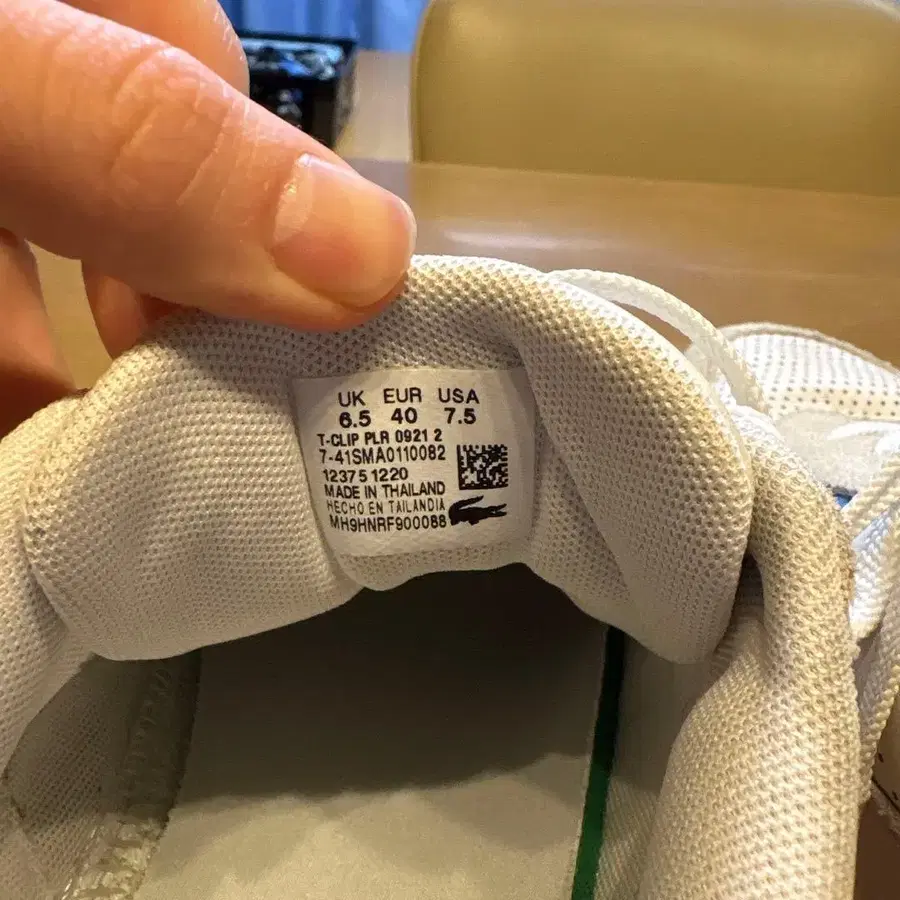 UK EUR USA
6.5 40 7.5
T-CLIP PLR 0921 2
7-41SMA0110082
12375 1220
MADE IN THAILAND
HECHO EN TAILANDIA
MH9HNRF900088